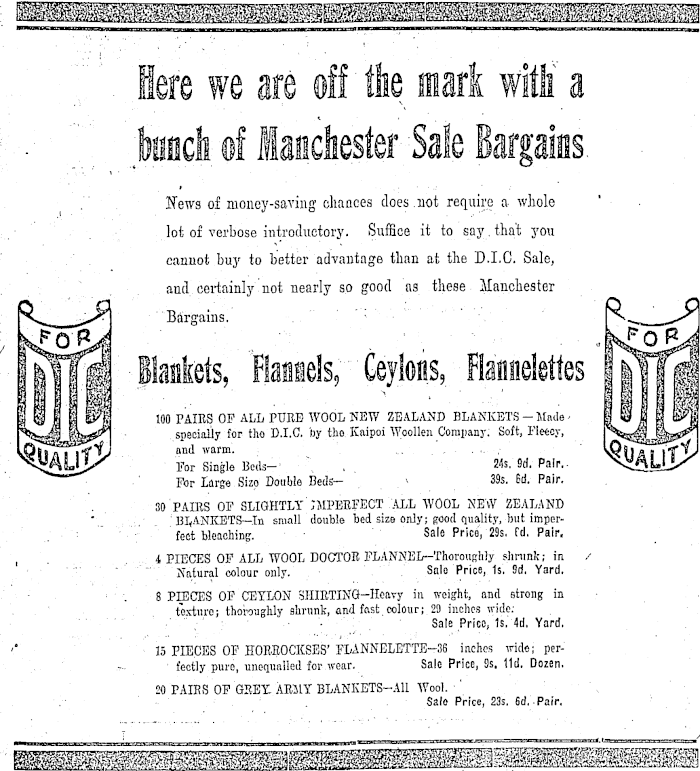 Here we are off the mark with a
bunch of Manchester Sale Bargains
News of money-saving chances does not require a whole
lot of verbose introductory. Suffice it to say that you
cannot buy to better advantage than at the D.I.C. Sale,
and certainly not nearly so good as these Manchester
Bargains.
FOR
DIC
QUALITY
FOR
DIC
QUALITY
Blankets, Flannels, Ceylons, Flannelettes
100 PAIRS OF ALL PURE WOOL NEW ZEALAND BLANKETS — Made
specially for the D.I.C. by the Kaipoi Woollen Company. Soft, Fleecy,
and warm.
For Single Beds— 24s. 9d. Pair.
For Large Size Double Beds— 39s. 6d. Pair.
30 PAIRS OF SLIGHTLY IMPERFECT ALL WOOL NEW ZEALAND
BLANKETS—In small double bed size only; good quality, but imper-
fect bleaching. Sale Price, 29s. Pair.
4 PIECES OF ALL WOOL DOCTOR FLANNEL—Thoroughly shrunk; in
Natural colour only. Sale Price, 1s. 9d. Yard.
8 PIECES OF CEYLON SHIRTING—Heavy in weight, and strong in
texture; thoroughly shrunk, and fast colour; 29 inches wide.
Sale Price, 1s. 4d. Yard.
15 PIECES OF HORROCKSES' FLANNELETTE—36 inches wide; per-
fectly pure, unequalled for wear. Sale Price, 9s. 11d. Dozen.
20 PAIRS OF GREY ARMY BLANKETS—All Wool.
Sale Price, 23s. 6d. Pair.